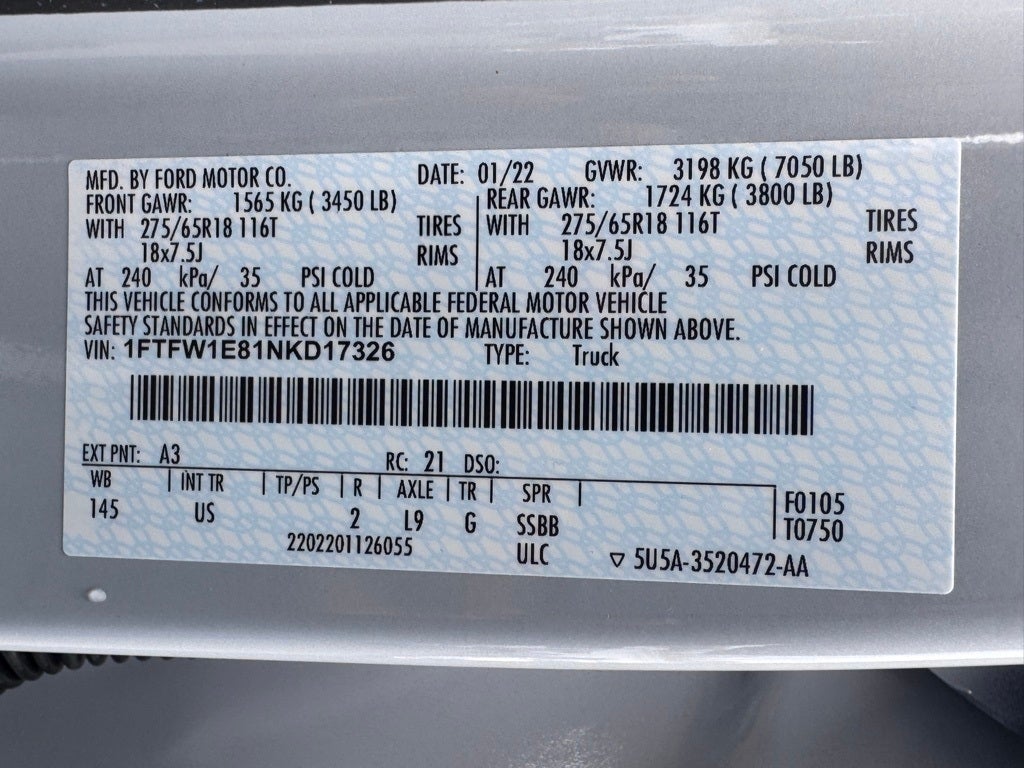 MFD. BY FORD MOTOR CO. DATE: 01/22 GVWR: 3198 KG ( 7050 LB)
FRONT GAWR: 1565 KG ( 3450 LB) REAR GAWR: 1724 KG ( 3800 LB)
WITH 275/65R18 116T TIRES WITH 275/65R18 116T TIRES
18x7.5J RIMS 18x7.5J RIMS
AT 240 kPa/ 35 PSI COLD AT 240 kPa/ 35 PSI COLD
THIS VEHICLE CONFORMS TO ALL APPLICABLE FEDERAL MOTOR VEHICLE
SAFETY STANDARDS IN EFFECT ON THE DATE OF MANUFACTURE SHOWN ABOVE.
VIN: 1FTFW1E81NKD17326 TYPE: Truck
EXT PNT: A3 RC: 21 DSO:
WB INT TR TP/PS R AXLE TR SPR F0105
145 US 2 L9 G SSBB T0750
2202201126055 ULC ▽ 5U5A-3520472-AA